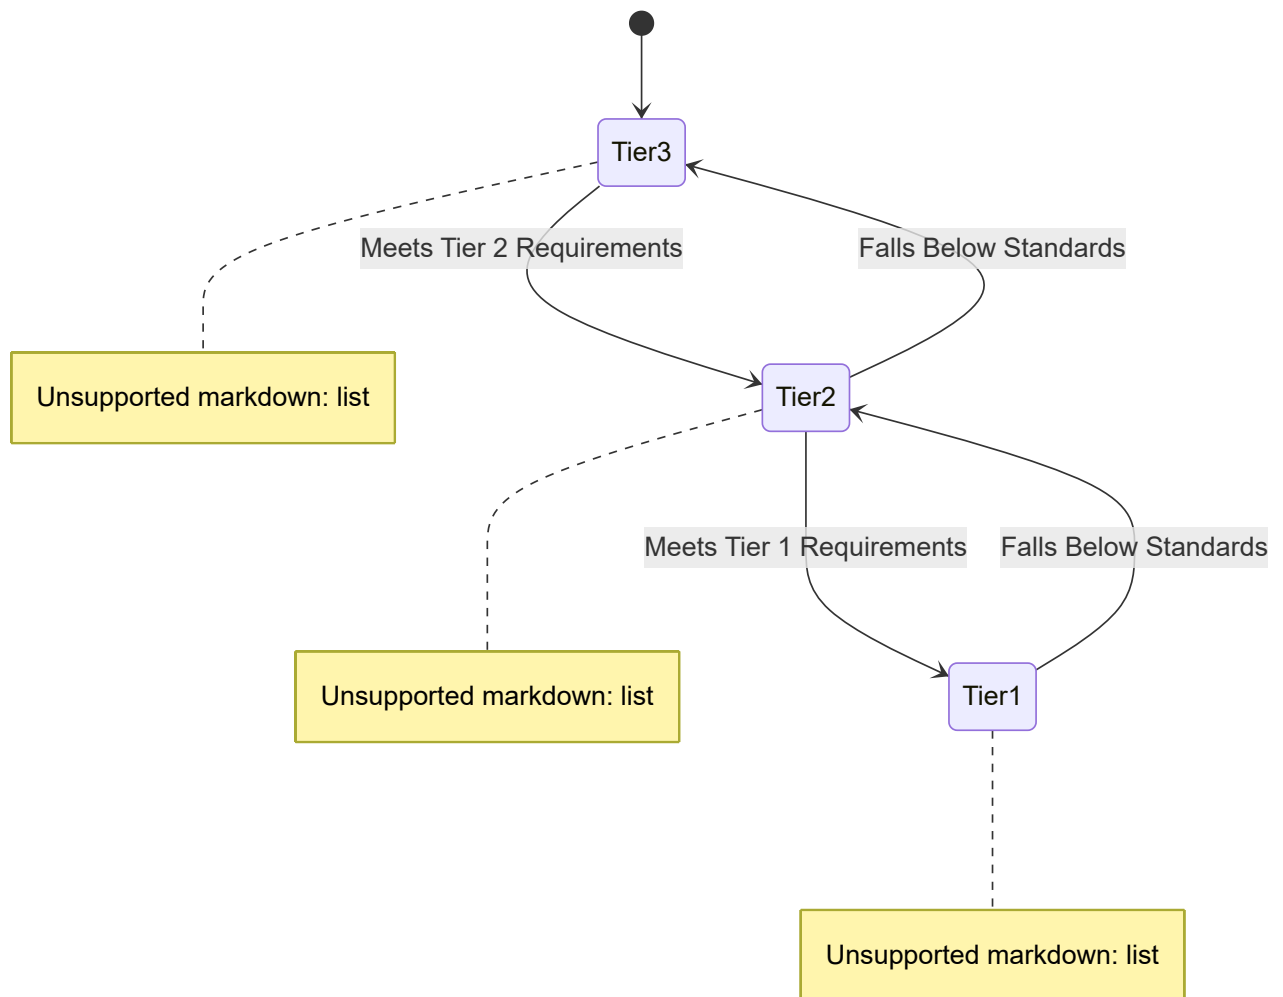 Tier3
Meets Tier 2 Requirements
Falls Below Standards
Unsupported markdown: list
Tier2
Meets Tier 1 Requirements
Falls Below Standards
Unsupported markdown: list
Tier1
Unsupported markdown: list